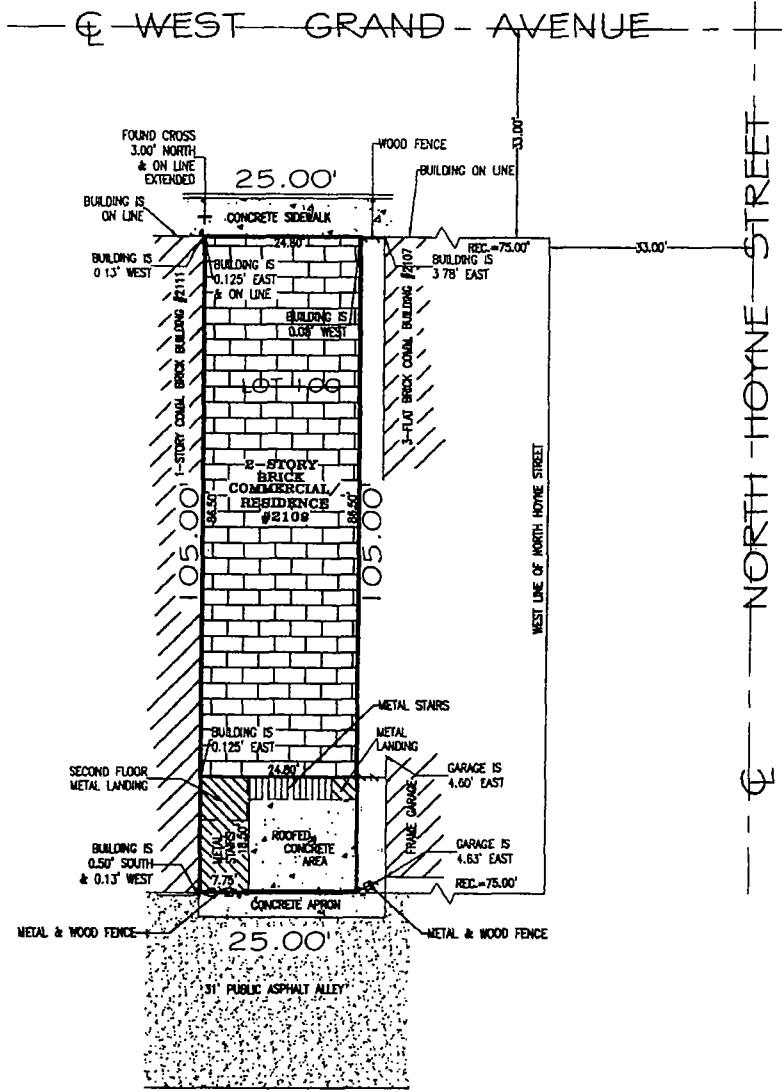 ℄ WEST GRAND AVENUE
33.00'
FOUND CROSS
3.00' NORTH
& ON LINE
EXTENDED
WOOD FENCE
25.00'
BUILDING ON LINE
BUILDING IS
ON LINE
CONCRETE SIDEWALK
24.80'
REC.=75.00'
33.00'
BUILDING IS
0.13' WEST
BUILDING IS
0.125' EAST
& ON LINE
BUILDING IS
3.78' EAST
BUILDING IS
0.08' WEST
1-STORY COMM. BRICK BUILDING #2111
3-FLAT BRICK COMM. BUILDING #2107
LOT 100
2-STORY
BRICK
COMMERCIAL
RESIDENCE
#2109
105.00'
86.50'
86.50'
105.00'
WEST LINE OF NORTH HOYNE STREET
NORTH HOYNE STREET
℄
METAL STAIRS
BUILDING IS
0.125' EAST
METAL
LANDING
24.80'
SECOND FLOOR
METAL LANDING
GARAGE IS
4.60' EAST
FRAME GARAGE
METAL
STAIRS
18.50'
ROOFED
CONCRETE
AREA
BUILDING IS
0.50' SOUTH
& 0.13' WEST
GARAGE IS
4.63' EAST
7.75'
REC.=75.00'
CONCRETE APRON
METAL & WOOD FENCE
METAL & WOOD FENCE
25.00'
31' PUBLIC ASPHALT ALLEY